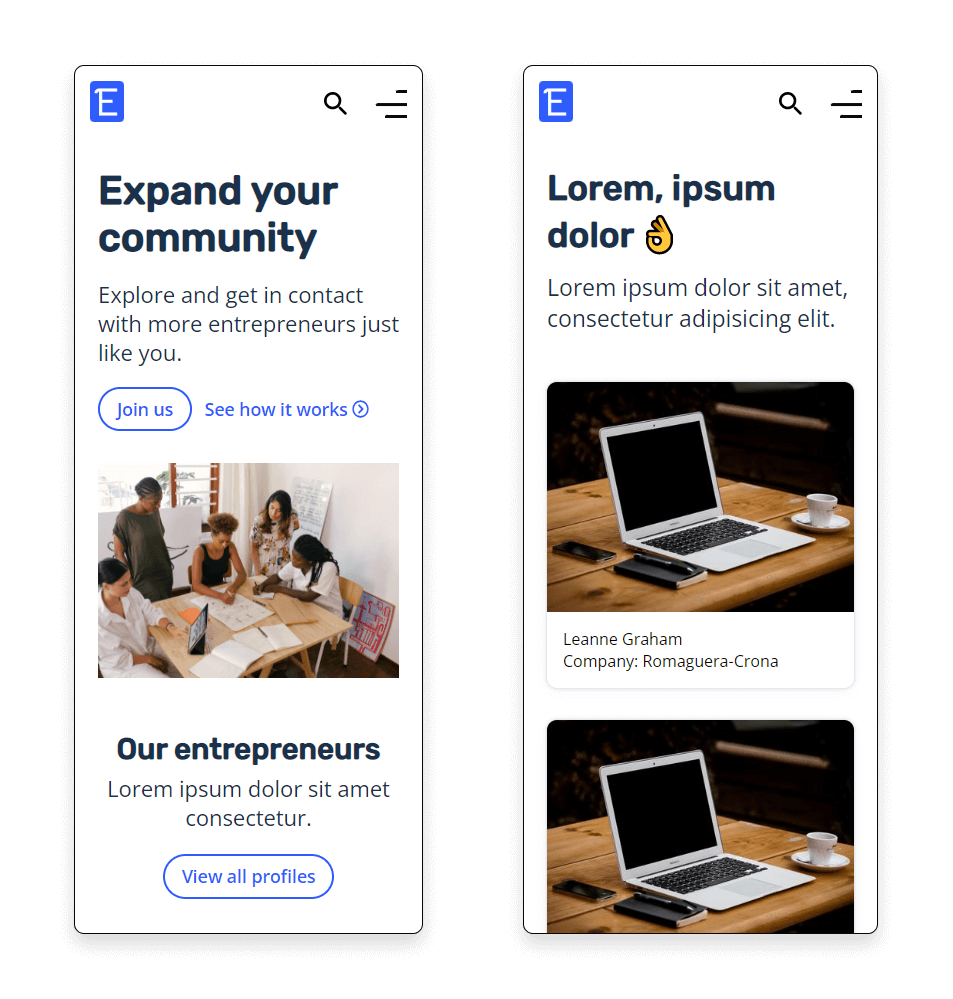 E
Expand your
community
Explore and get in contact
with more entrepreneurs just
like you.
Join us
See how it works
Our entrepreneurs
Lorem ipsum dolor sit amet
consectetur.
View all profiles
E
Lorem, ipsum
dolor 👌
Lorem ipsum dolor sit amet,
consectetur adipisicing elit.
Leanne Graham
Company: Romaguera-Crona